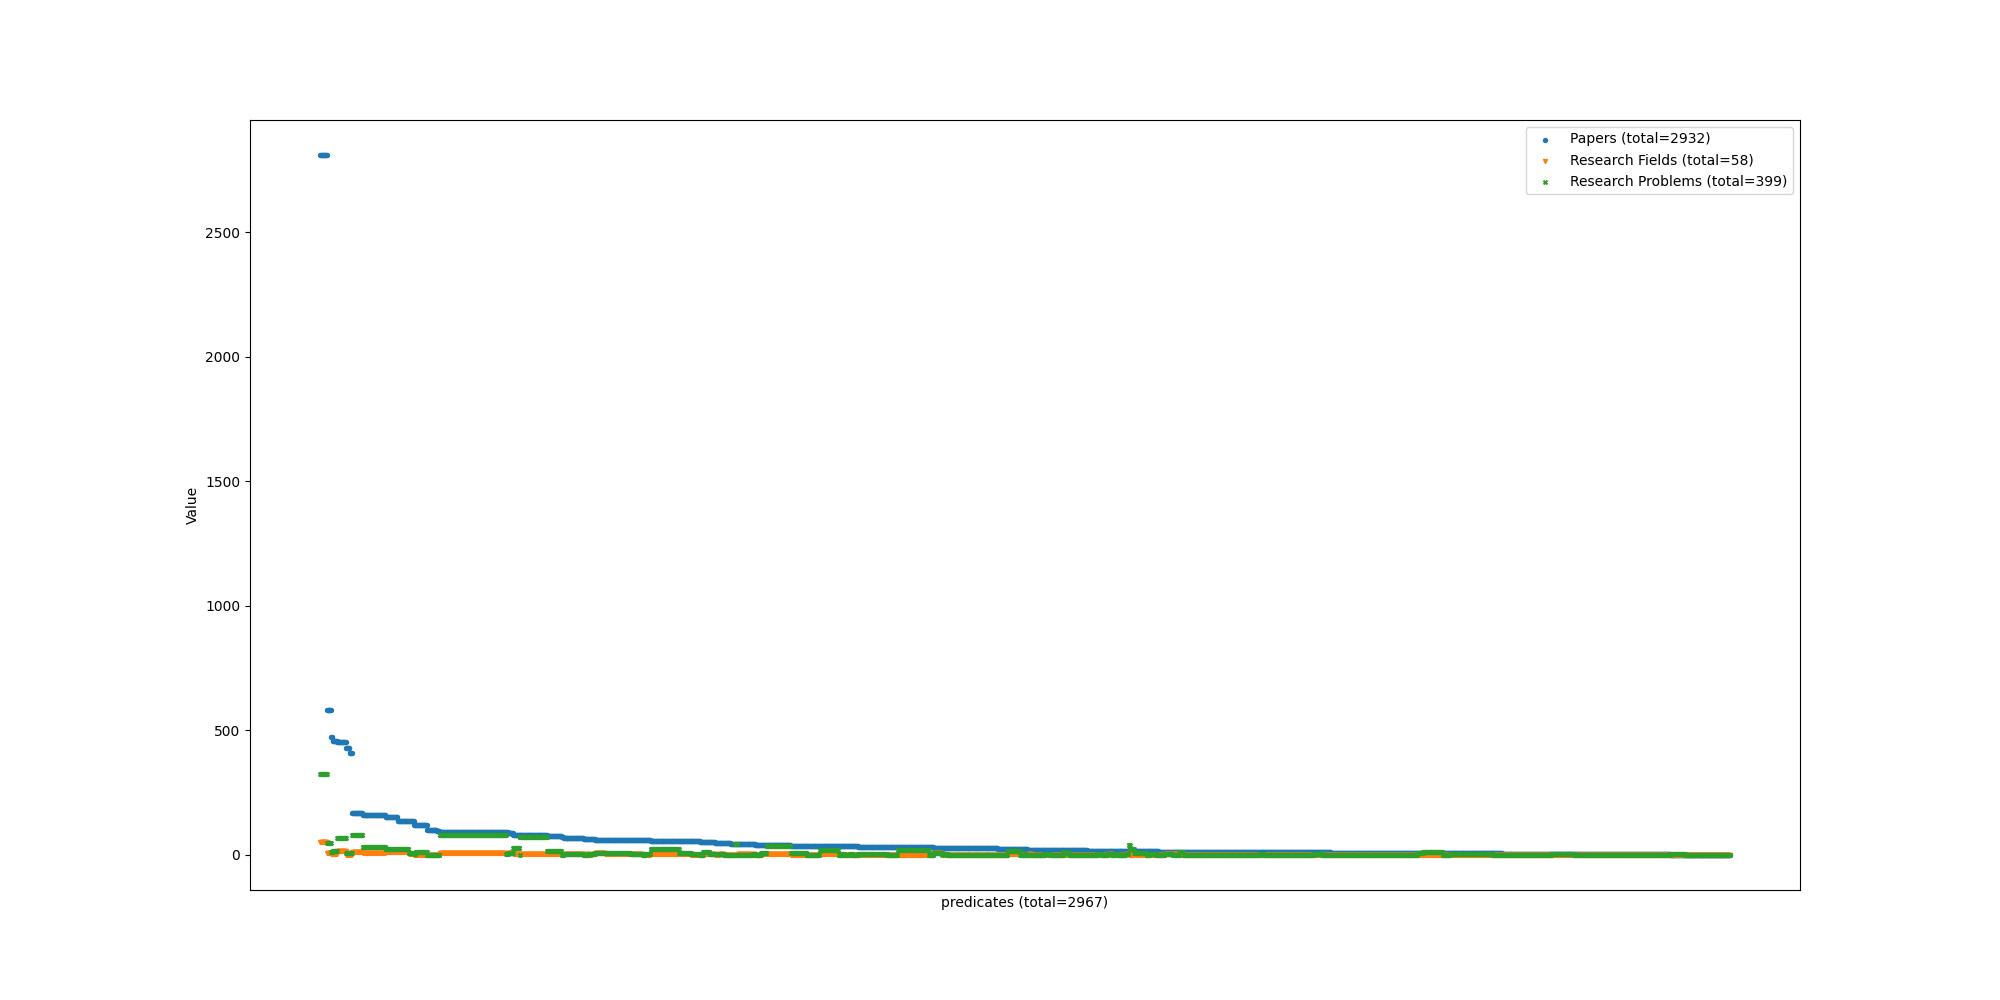 Papers (total=2932)
Research Fields (total=58)
Research Problems (total=399)
2500
2000
1500
1000
500
0
Value
predicates (total=2967)